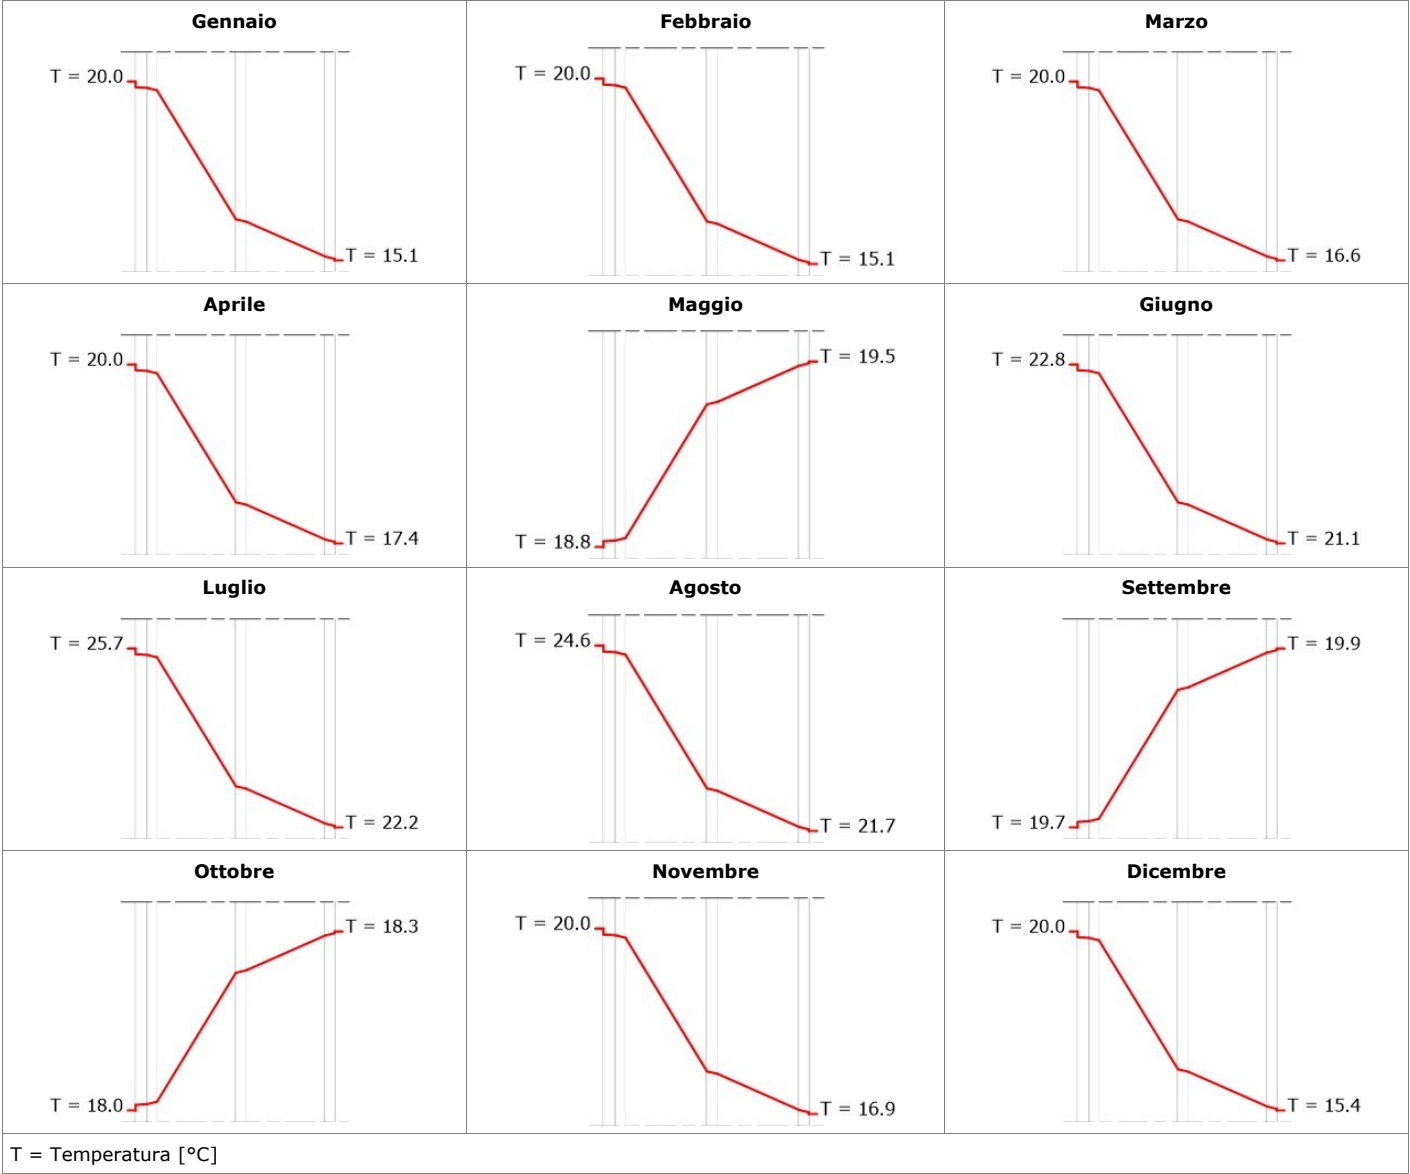 Gennaio
T = 20.0
T = 15.1
Febbraio
T = 20.0
T = 15.1
Marzo
T = 20.0
T = 16.6
Aprile
T = 20.0
T = 17.4
Maggio
T = 19.5
T = 18.8
Giugno
T = 22.8
T = 21.1
Luglio
T = 25.7
T = 22.2
Agosto
T = 24.6
T = 21.7
Settembre
T = 19.9
T = 19.7
Ottobre
T = 18.3
T = 18.0
Novembre
T = 20.0
T = 16.9
Dicembre
T = 20.0
T = 15.4
T = Temperatura [°C]